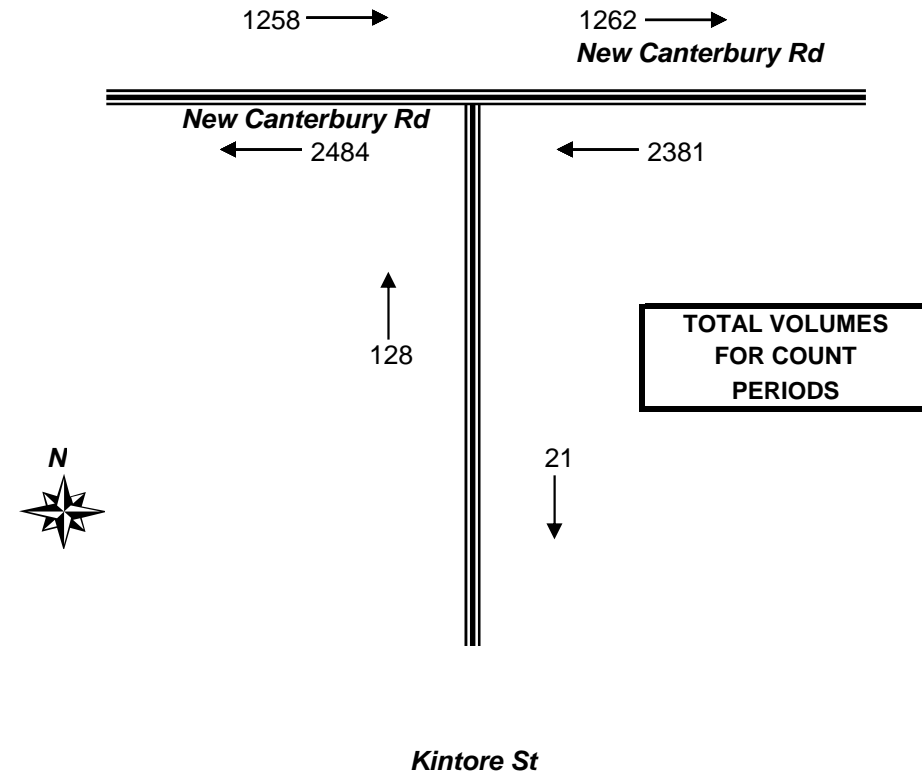 1258
1262
New Canterbury Rd
New Canterbury Rd
2484
2381
128
TOTAL VOLUMES
FOR COUNT
PERIODS
N
21
Kintore St